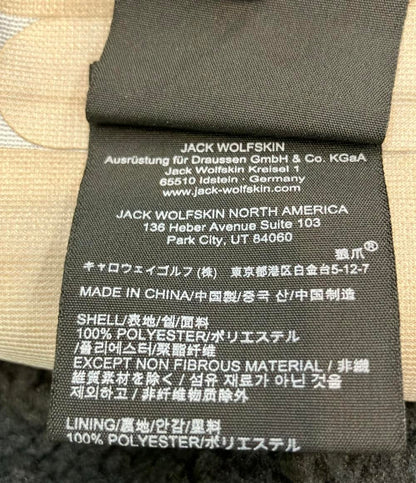 JACK WOLFSKIN
Ausrüstung für Draussen GmbH & Co. KGaA
Jack Wolfskin Kreisel 1
65510 Idstein · Germany
www.jack-wolfskin.com
JACK WOLFSKIN NORTH AMERICA
136 Heber Avenue Suite 103
Park City, UT 84060
狼爪®
キャロウェイゴルフ (株) 東京都港区白金台5-12-7
MADE IN CHINA/中国製/중국 산/中国制造
SHELL/表地/쉘/面料
100% POLYESTER/ポリエステル
/폴리에스터/聚酯纤维
EXCEPT NON FIBROUS MATERIAL / 非繊
維質素材を除く / 섬유 재료가 아닌 것을
제외하고 / 非纤维物质除外
LINING/裏地/안감/里料
100% POLYESTER/ポリエステル